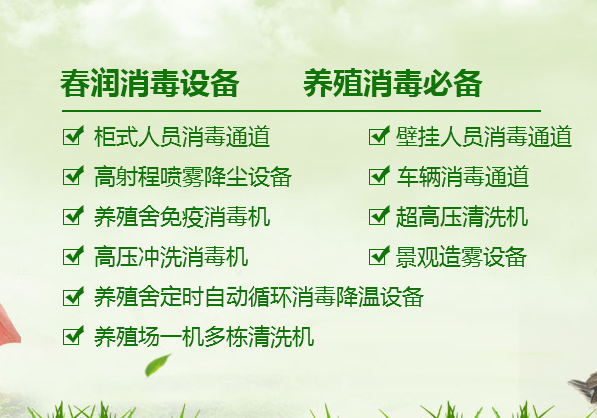 春润消毒设备 养殖消毒必备
柜式人员消毒通道 壁挂人员消毒通道
高射程喷雾降尘设备 车辆消毒通道
养殖舍免疫消毒机 超高压清洗机
高压冲洗消毒机 景观造雾设备
养殖舍定时自动循环消毒降温设备
养殖场一机多栋清洗机